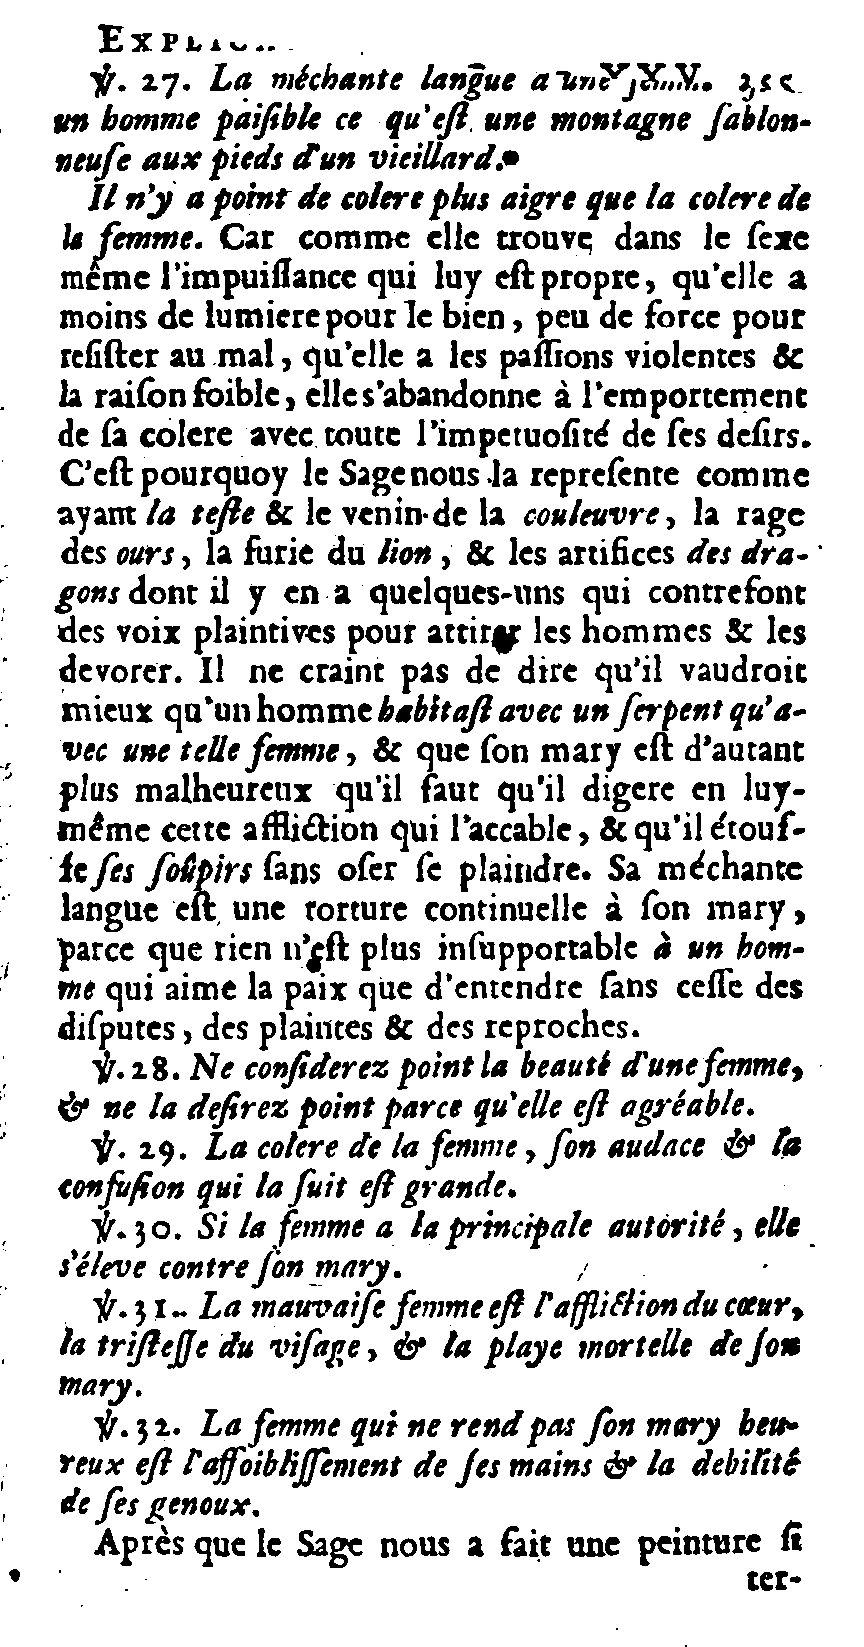 ℣. 27. La méchante langue a
un homme paisible ce qu'est une montagne sablon-
neuse aux pieds d'un vieillard.
Il n'y a point de colere plus aigre que la colere de
la femme. Car comme elle trouve dans le sexe
même l'impuissance qui luy est propre, qu'elle a
moins de lumiere pour le bien, peu de force pour
resister au mal, qu'elle a les passions violentes &
la raison foible, elle s'abandonne à l'emportement
de sa colere avec toute l'impetuosité de ses desirs.
C'est pourquoy le Sage nous la represente comme
ayant la teste & le venin de la couleuvre, la rage
des ours, la furie du lion, & les artifices des dra-
gons dont il y en a quelques-uns qui contrefont
des voix plaintives pour attirer les hommes & les
devorer. Il ne craint pas de dire qu'il vaudroit
mieux qu'un homme habitast avec un serpent qu'a-
vec une telle femme, & que son mary est d'autant
plus malheureux qu'il faut qu'il digere en luy-
même cette affliction qui l'accable, & qu'il étouf-
fe ses soûpirs sans oser se plaindre. Sa méchante
langue est une torture continuelle à son mary,
parce que rien n'est plus insupportable à un hom-
me qui aime la paix que d'entendre sans cesse des
disputes, des plaintes & des reproches.
℣. 28. Ne considerez point la beauté d'une femme,
& ne la desirez point parce qu'elle est agréable.
℣. 29. La colere de la femme, son audace & la
confusion qui la suit est grande.
℣. 30. Si la femme a la principale autorité, elle
s'éleve contre son mary.
℣. 31. La mauvaise femme est l'affliction du cœur,
la tristesse du visage, & la playe mortelle de son
mary.
℣. 32. La femme qui ne rend pas son mary heu-
reux est l'affoiblissement de ses mains & la debilité
de ses genoux.
Après que le Sage nous a fait une peinture si
ter-